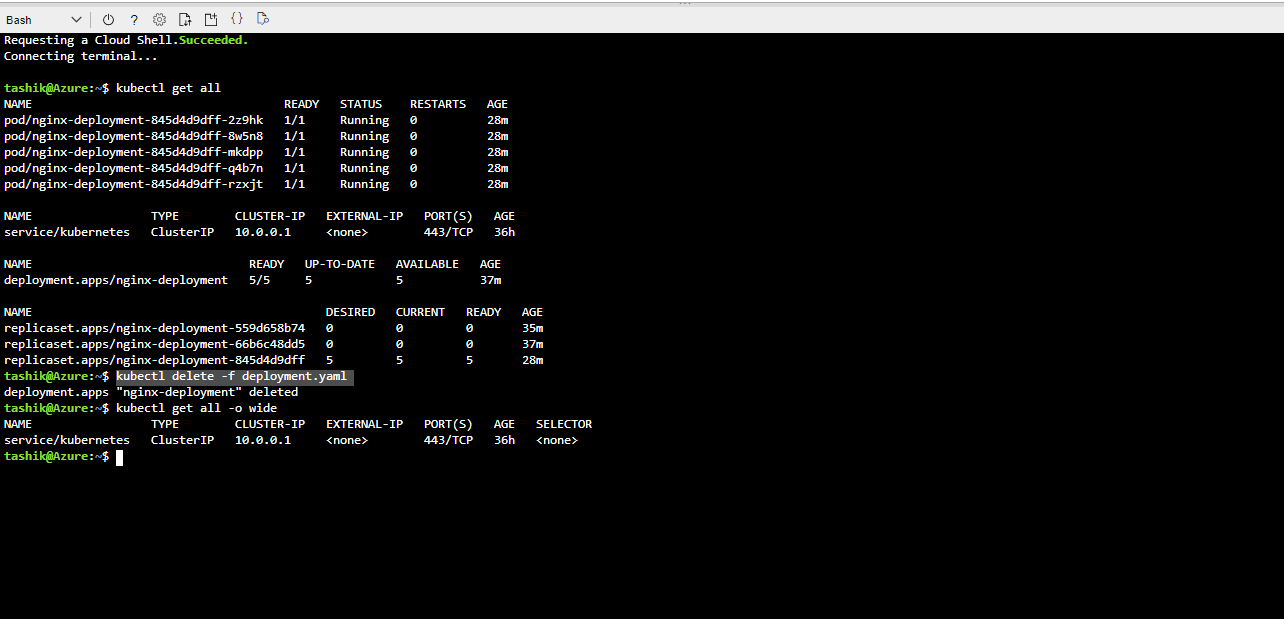 Bash
Requesting a Cloud Shell.Succeeded.
Connecting terminal...
tashik@Azure:~$ kubectl get all
NAME READY STATUS RESTARTS AGE
pod/nginx-deployment-845d4d9dff-2z9hk 1/1 Running 0 28m
pod/nginx-deployment-845d4d9dff-8w5n8 1/1 Running 0 28m
pod/nginx-deployment-845d4d9dff-mkdpp 1/1 Running 0 28m
pod/nginx-deployment-845d4d9dff-q4b7n 1/1 Running 0 28m
pod/nginx-deployment-845d4d9dff-rzxjt 1/1 Running 0 28m
NAME TYPE CLUSTER-IP EXTERNAL-IP PORT(S) AGE
service/kubernetes ClusterIP 10.0.0.1 <none> 443/TCP 36h
NAME READY UP-TO-DATE AVAILABLE AGE
deployment.apps/nginx-deployment 5/5 5 5 37m
NAME DESIRED CURRENT READY AGE
replicaset.apps/nginx-deployment-559d658b74 0 0 0 35m
replicaset.apps/nginx-deployment-66b6c48dd5 0 0 0 37m
replicaset.apps/nginx-deployment-845d4d9dff 5 5 5 28m
tashik@Azure:~$ kubectl delete -f deployment.yaml
deployment.apps "nginx-deployment" deleted
tashik@Azure:~$ kubectl get all -o wide
NAME TYPE CLUSTER-IP EXTERNAL-IP PORT(S) AGE SELECTOR
service/kubernetes ClusterIP 10.0.0.1 <none> 443/TCP 36h <none>
tashik@Azure:~$